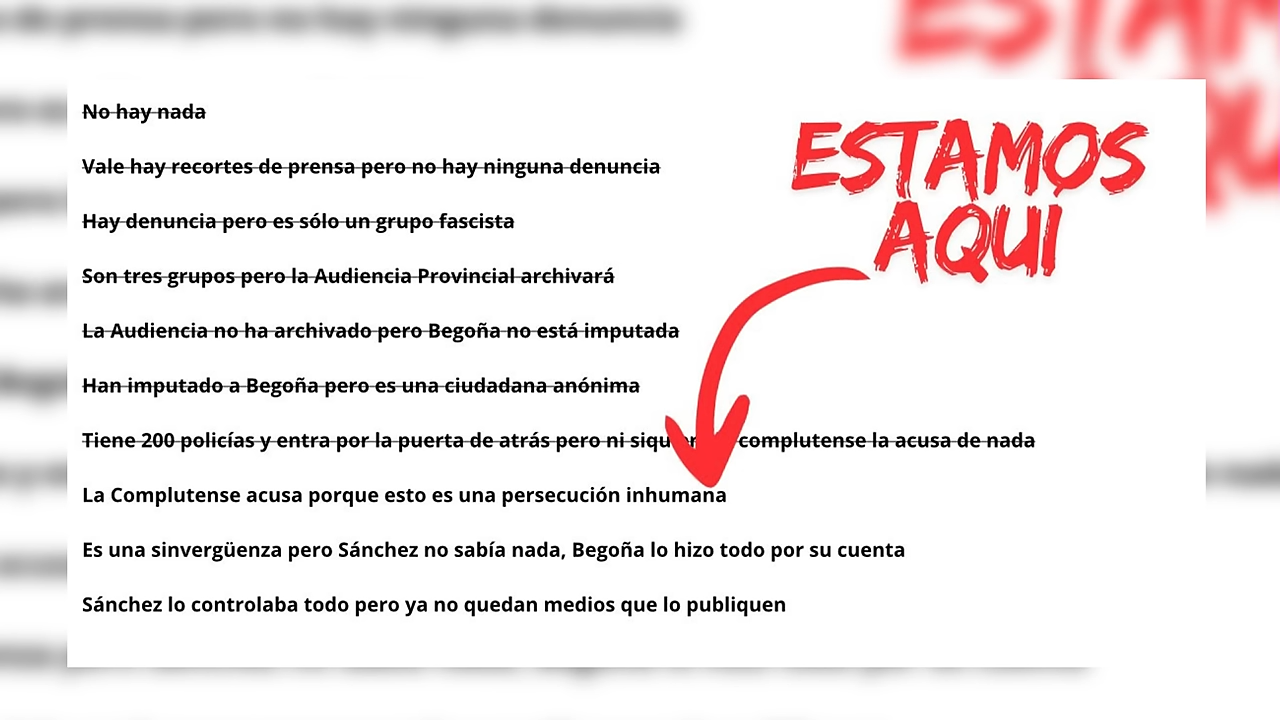 No hay nada
Vale hay recortes de prensa pero no hay ninguna denuncia
Hay denuncia pero es sólo un grupo fascista
Son tres grupos pero la Audiencia Provincial archivará
La Audiencia no ha archivado pero Begoña no está imputada
Han imputado a Begoña pero es una ciudadana anónima
Tiene 200 policías y entra por la puerta de atrás pero ni complutense la acusa de nada
La Complutense acusa porque esto es una persecución inhumana
Es una sinvergüenza pero Sánchez no sabía nada, Begoña lo hizo todo por su cuenta
Sánchez lo controlaba todo pero ya no quedan medios que lo publiquen
ESTAMOS
AQUÍ